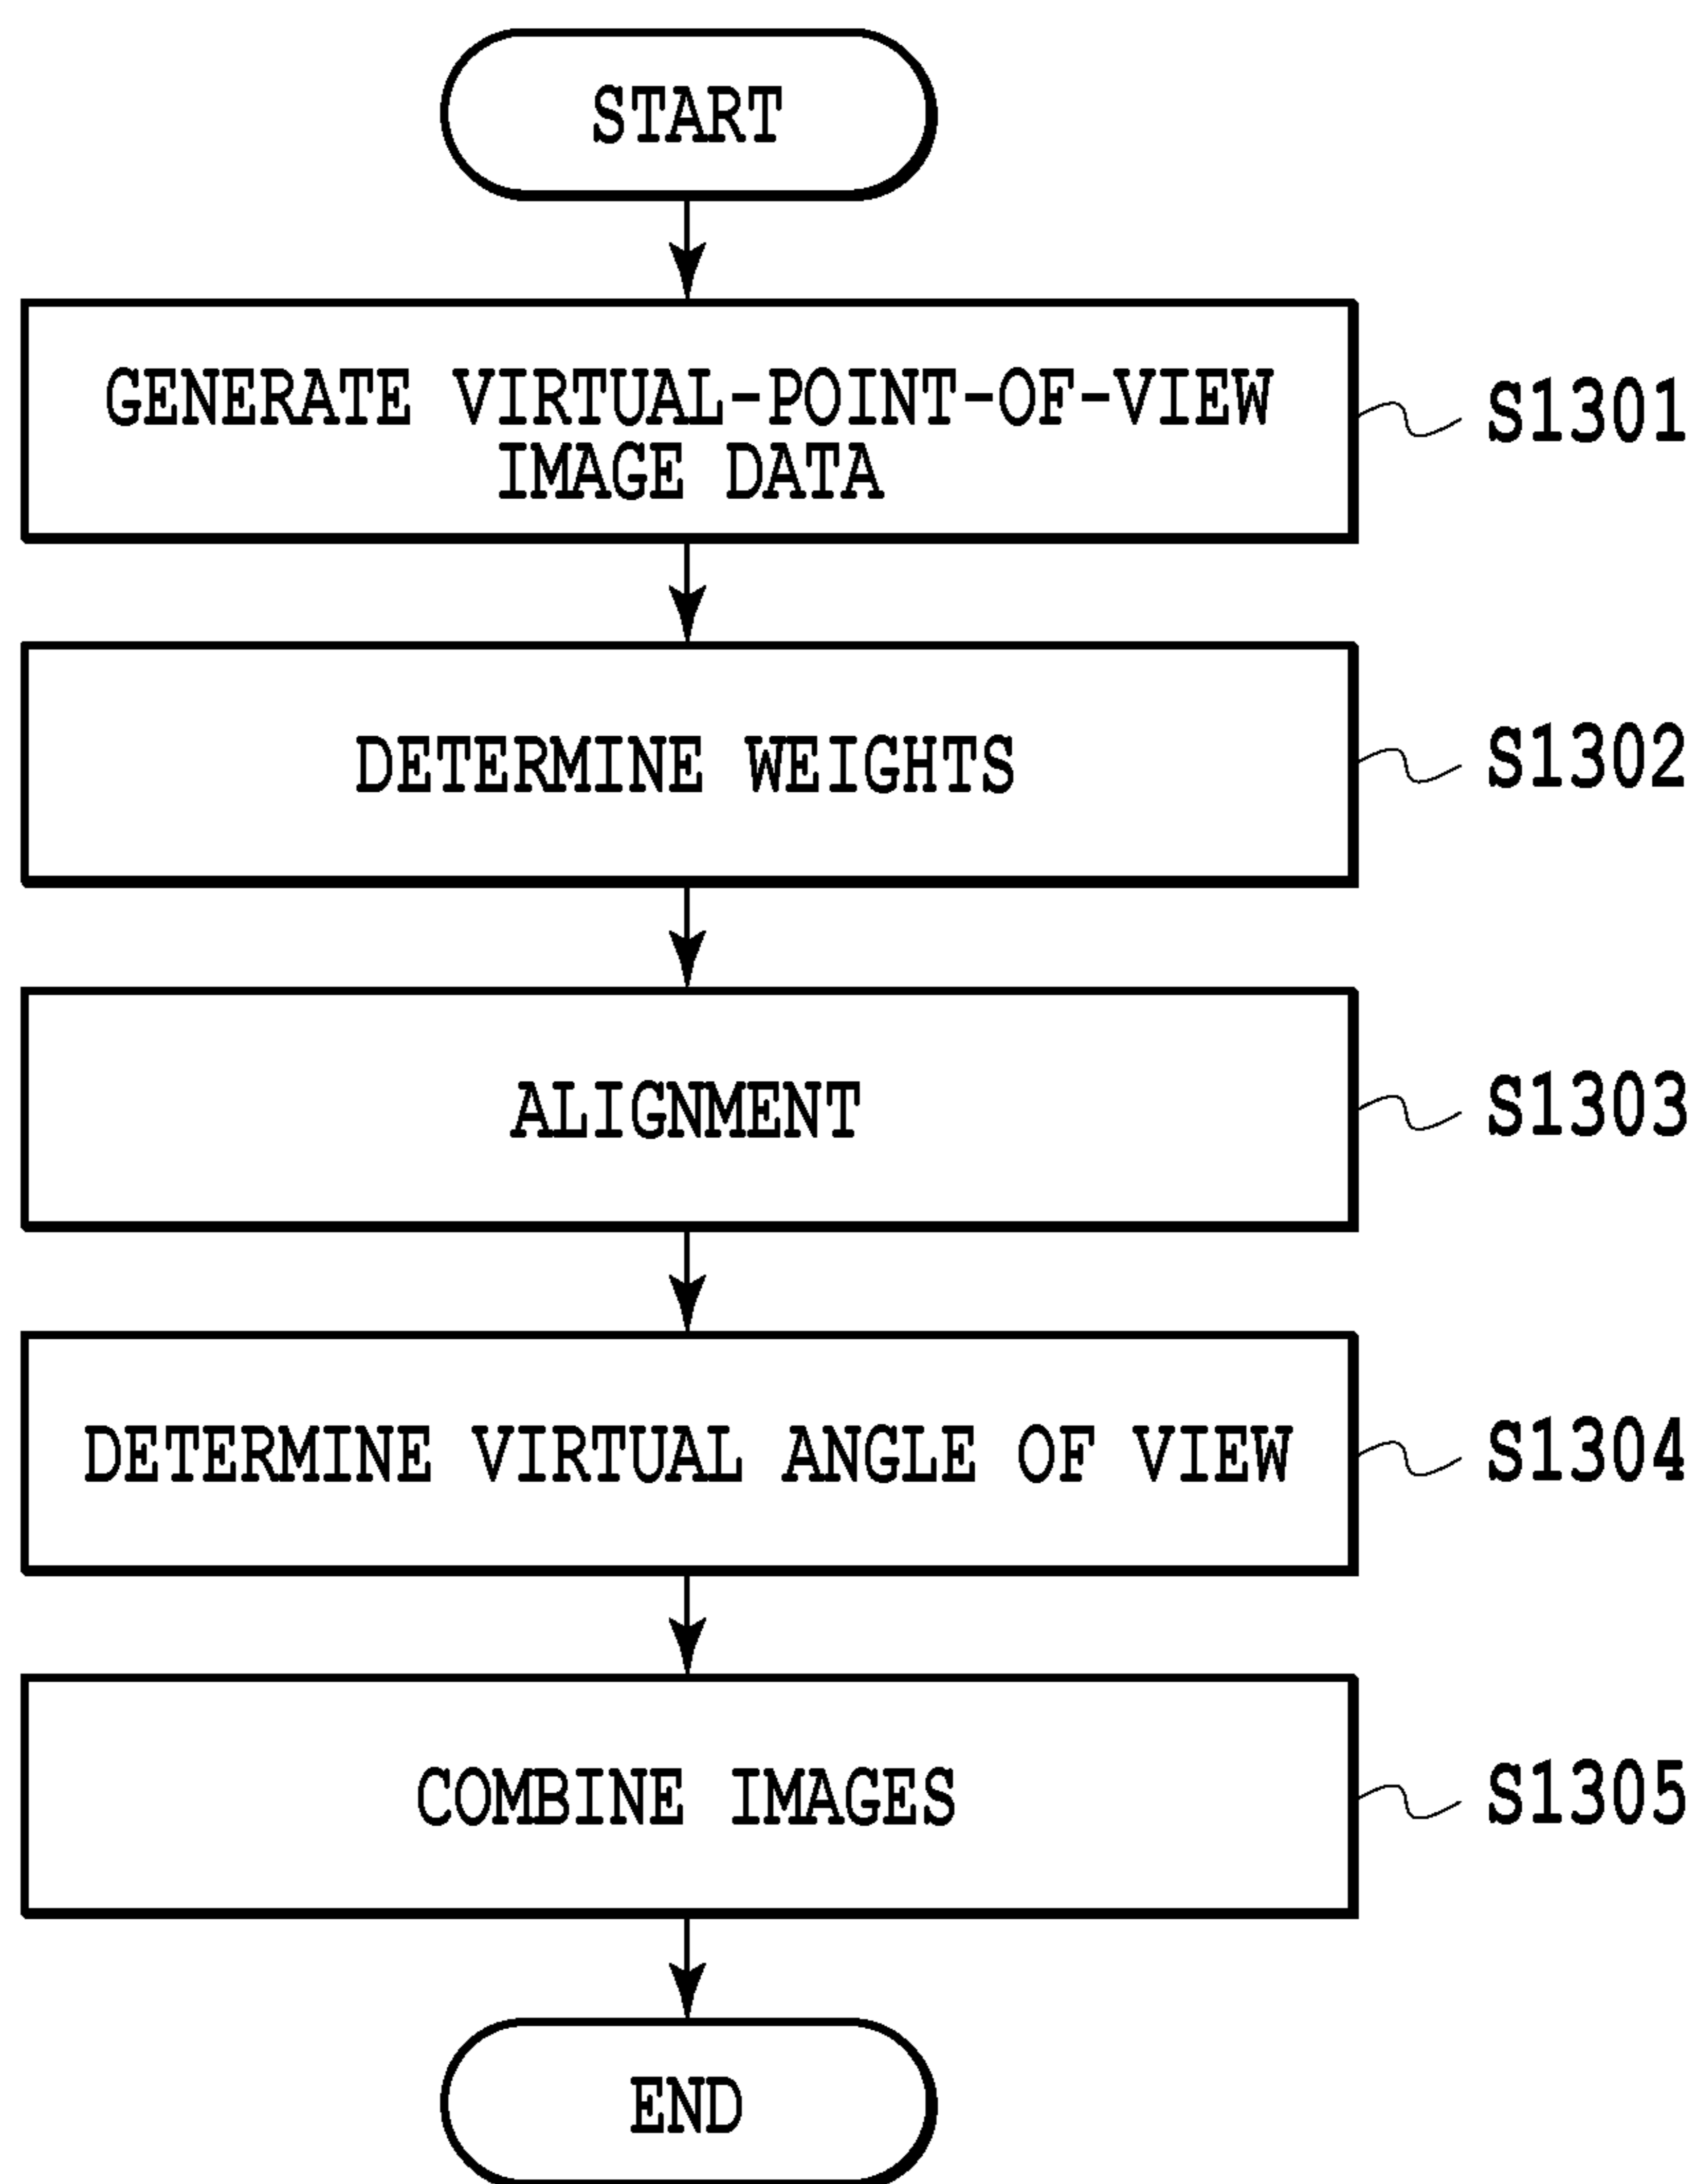 START
GENERATE VIRTUAL-POINT-OF-VIEW
IMAGE DATA
S1301
DETERMINE WEIGHTS
S1302
ALIGNMENT
S1303
DETERMINE VIRTUAL ANGLE OF VIEW
S1304
COMBINE IMAGES
S1305
END